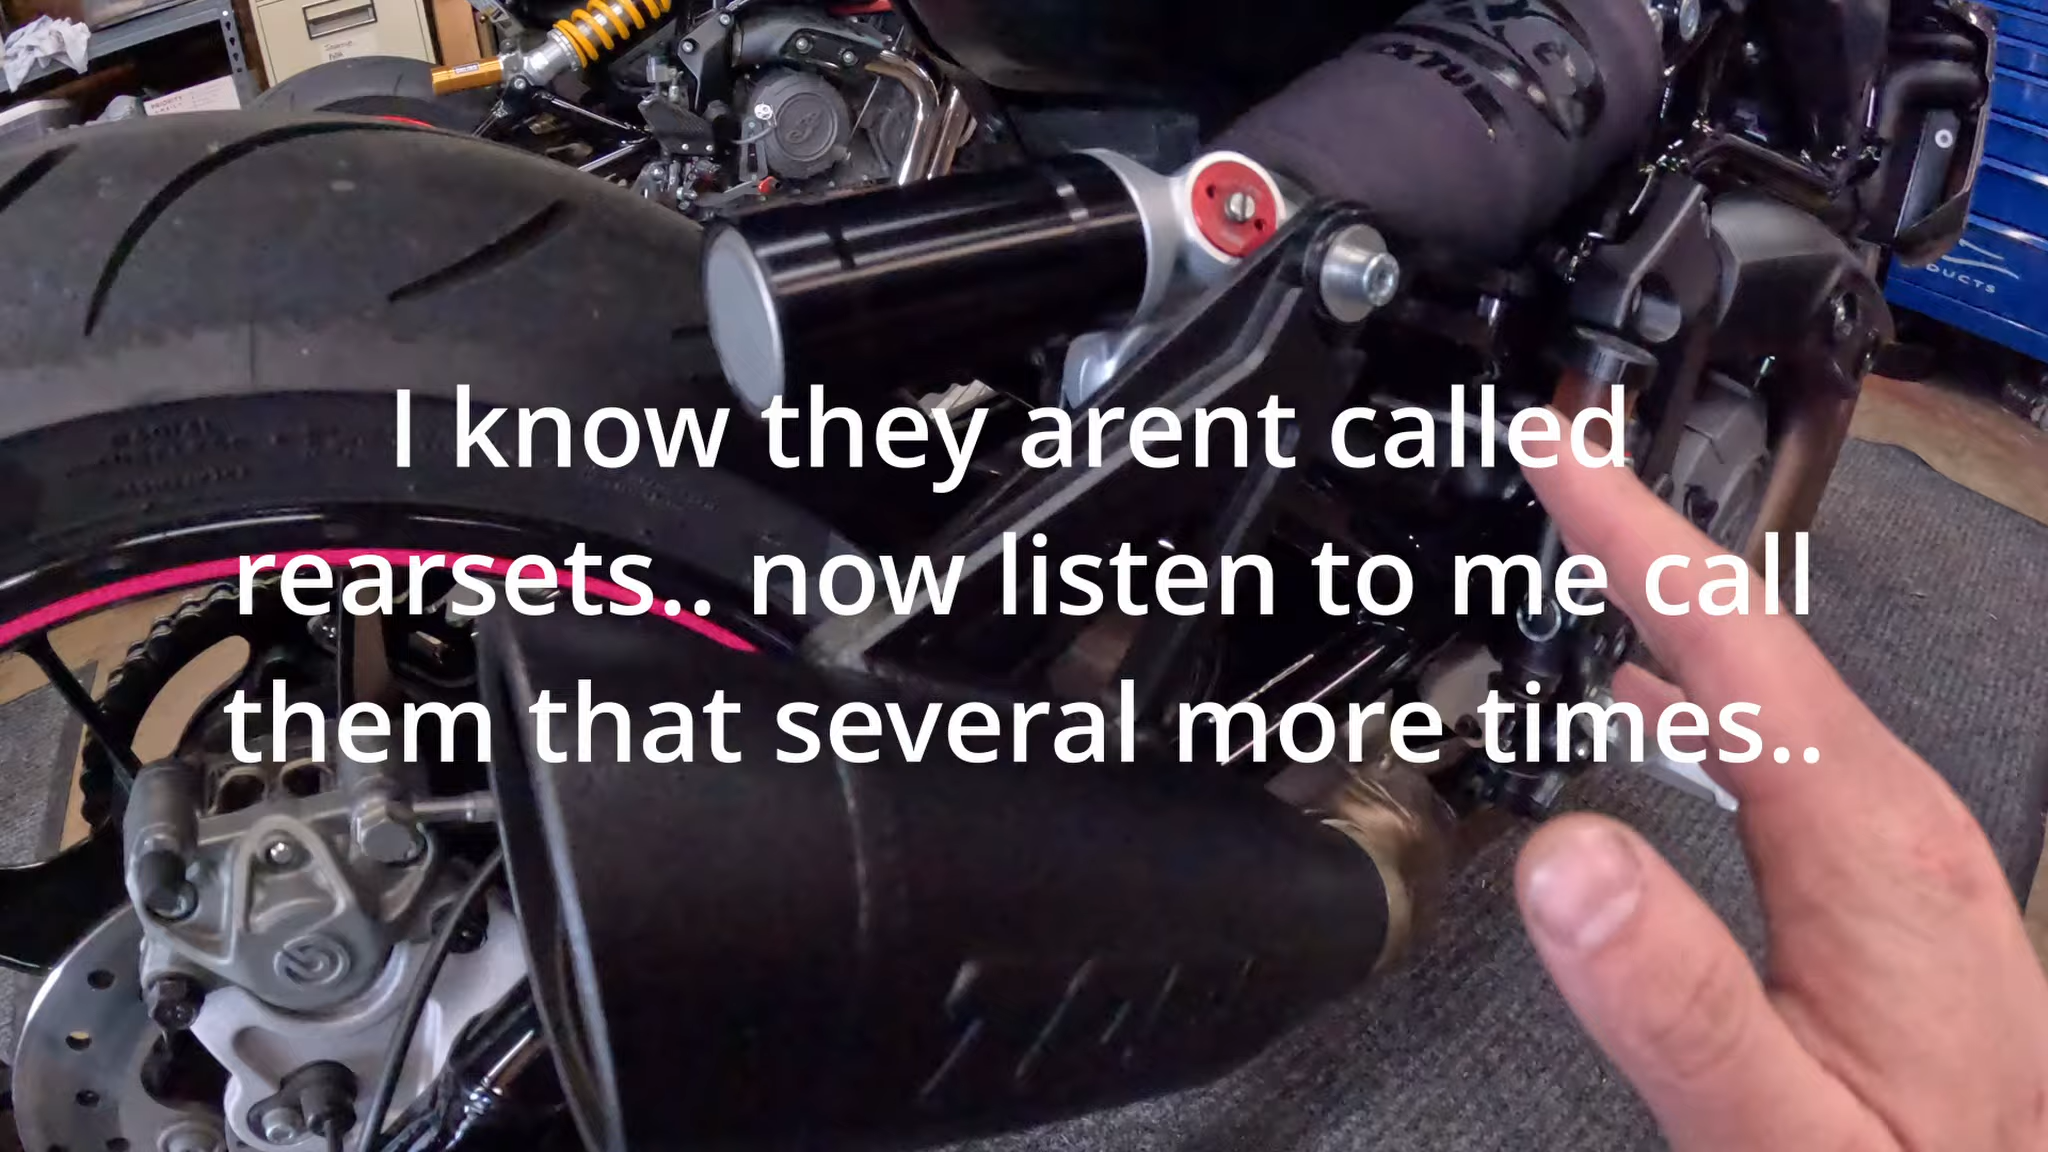 I know they arent called
rearsets.. now listen to me call
them that several more times..